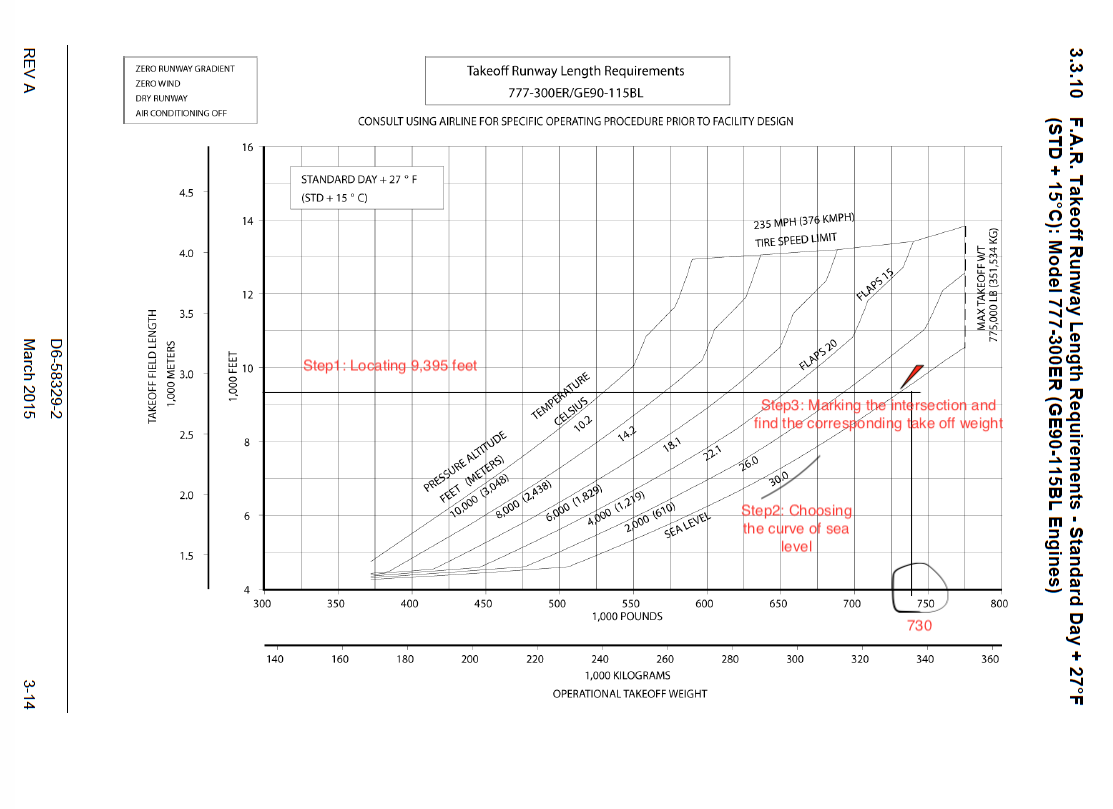 REV A
D6-58329-2
March 2015
3-14
3.3.10 F.A.R. Takeoff Runway Length Requirements - Standard Day + 27°F
(STD + 15°C): Model 777-300ER (GE90-115BL Engines)
ZERO RUNWAY GRADIENT
ZERO WIND
DRY RUNWAY
AIR CONDITIONING OFF
Takeoff Runway Length Requirements
777-300ER/GE90-115BL
CONSULT USING AIRLINE FOR SPECIFIC OPERATING PROCEDURE PRIOR TO FACILITY DESIGN
STANDARD DAY + 27 ° F
(STD + 15 ° C)
TAKEOFF FIELD LENGTH
1,000 METERS
4.5
4.0
3.5
3.0
2.5
2.0
1.5
1,000 FEET
16
14
12
10
8
6
4
235 MPH (376 KMPH)
TIRE SPEED LIMIT
MAX TAKEOFF WT
775,000 LB (351,534 KG)
FLAPS 15
FLAPS 20
Step1: Locating 9,395 feet
TEMPERATURE
CELSIUS
10.2
14.2
18.1
22.1
26.0
30.0
Step3: Marking the intersection and
find the corresponding take off weight
PRESSURE ALTITUDE
FEET (METERS)
10,000 (3,048)
8,000 (2,438)
6,000 (1,829)
4,000 (1,219)
2,000 (610)
SEA LEVEL
Step2: Choosing
the curve of sea
level
300 350 400 450 500 550 600 650 700 750 800
1,000 POUNDS
730
140 160 180 200 220 240 260 280 300 320 340 360
1,000 KILOGRAMS
OPERATIONAL TAKEOFF WEIGHT